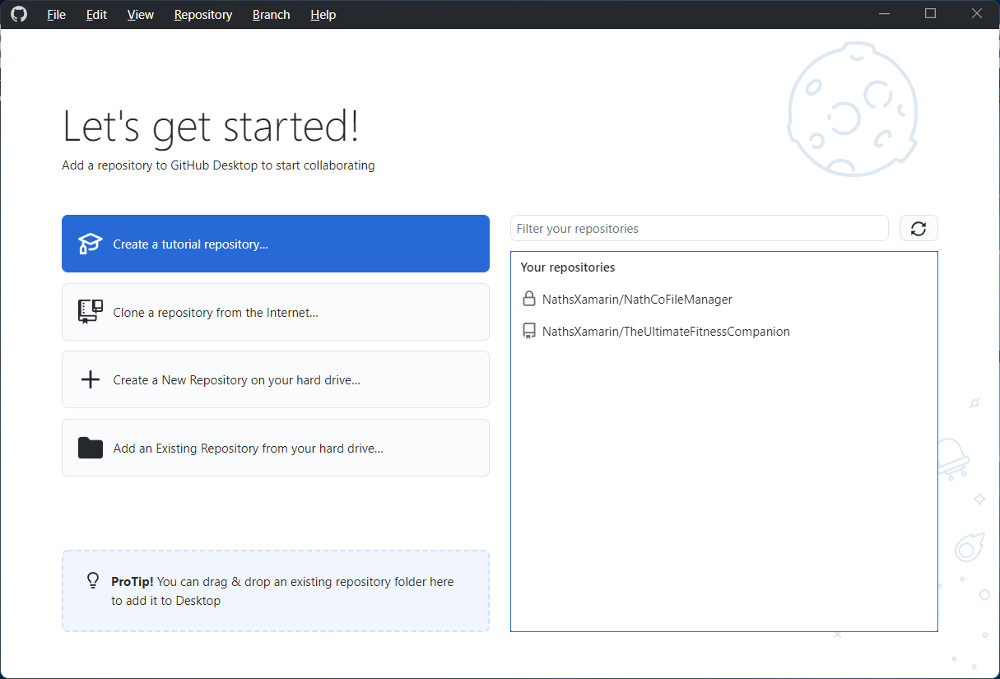 File Edit View Repository Branch Help
Let's get started!
Add a repository to GitHub Desktop to start collaborating
Create a tutorial repository...
Clone a repository from the Internet...
Create a New Repository on your hard drive...
Add an Existing Repository from your hard drive...
ProTip! You can drag & drop an existing repository folder here
to add it to Desktop
Filter your repositories
Your repositories
NathsXamarin/NathCoFileManager
NathsXamarin/TheUltimateFitnessCompanion